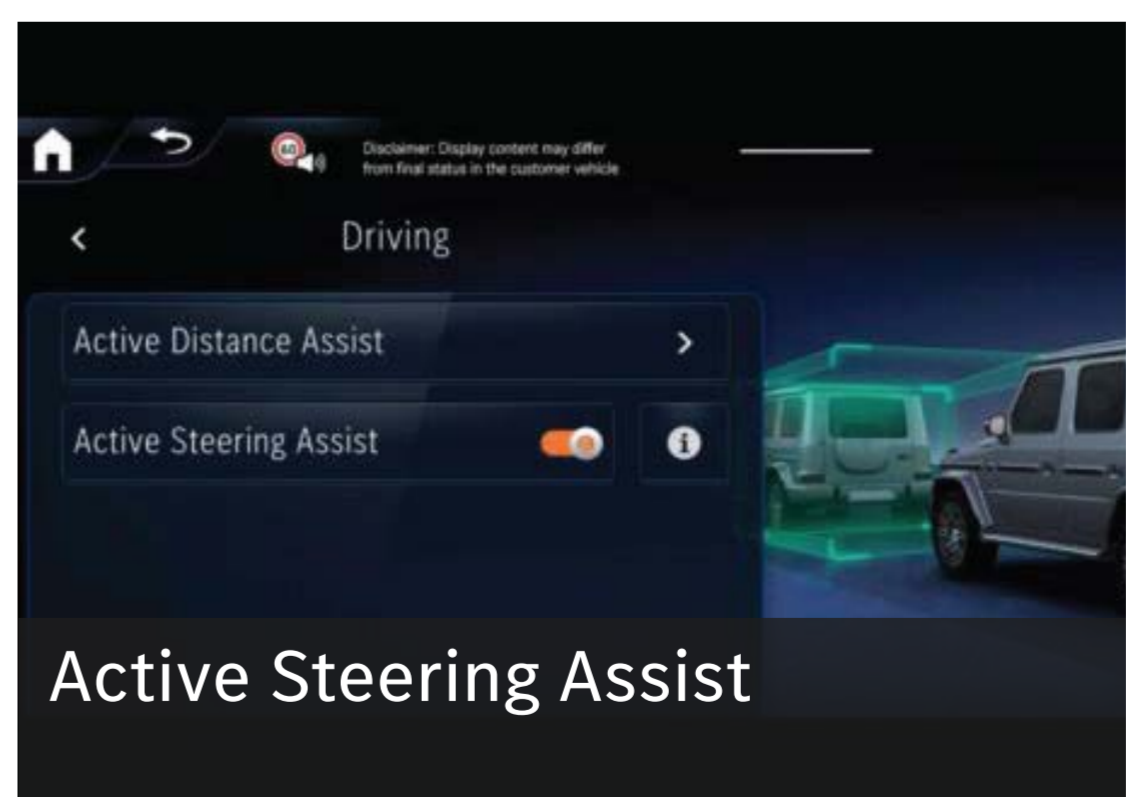 60
Disclaimer: Display content may differ
from final status in the customer vehicle
Driving
Active Distance Assist
Active Steering Assist
Active Steering Assist